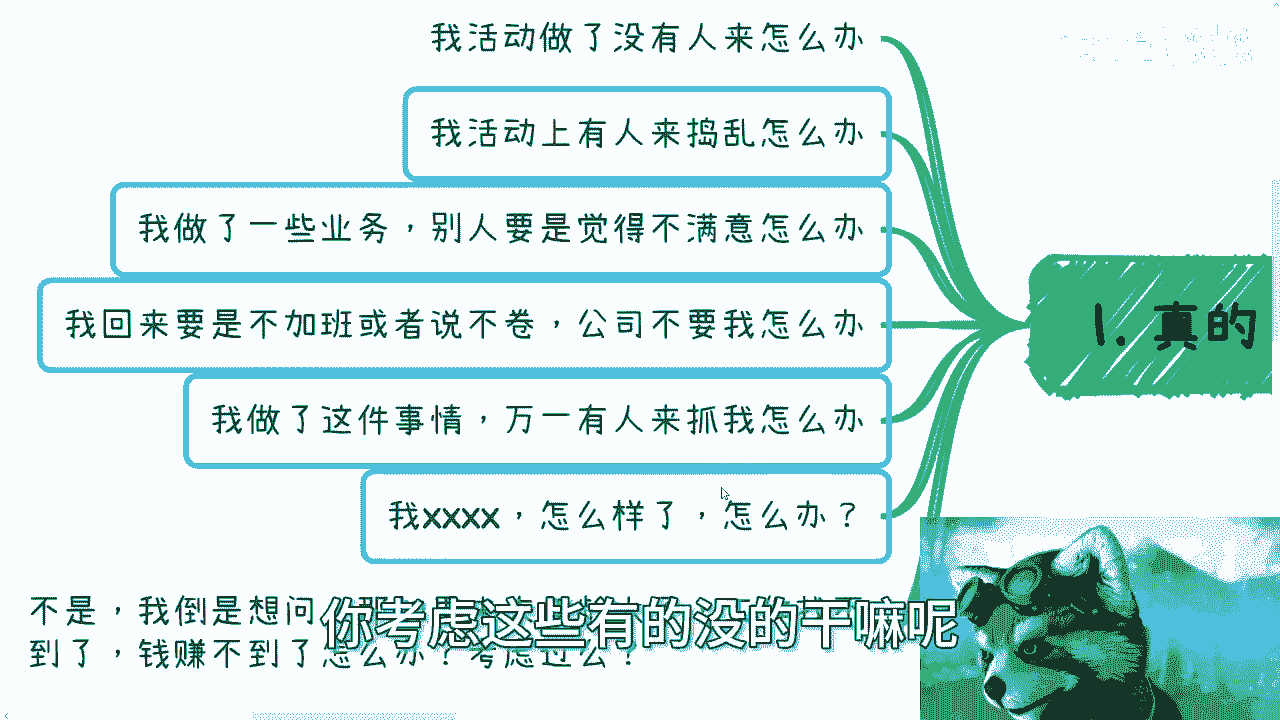 我活动做了没有人来怎么办
我活动上有人来捣乱怎么办
我做了一些业务，别人要是觉得不满意怎么办
我回来要是不加班或者说不卷，公司不要我怎么办
1. 真的
我做了这件事情，万一有人来抓我怎么办
我xxxx，怎么样了，怎么办？
不是，我倒是想问
你考虑这些有的没的干嘛呢
到了，钱赚不到了怎么办？考虑过么？